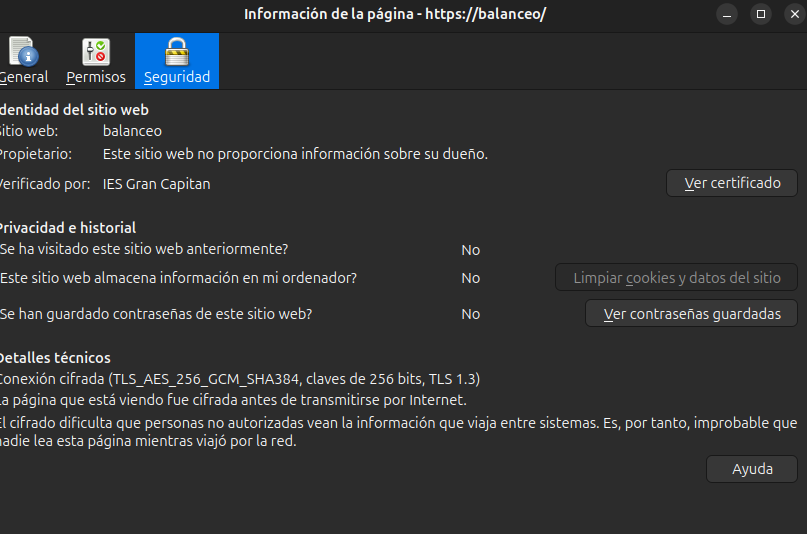 Información de la página - https://balanceo/
General Permisos Seguridad
dentidad del sitio web
Sitio web: balanceo
Propietario: Este sitio web no proporciona información sobre su dueño.
Verificado por: IES Gran Capitan
Ver certificado
Privacidad e historial
Se ha visitado este sitio web anteriormente? No
Este sitio web almacena información en mi ordenador? No
Limpiar cookies y datos del sitio
Se han guardado contraseñas de este sitio web? No
Ver contraseñas guardadas
Detalles técnicos
Conexión cifrada (TLS_AES_256_GCM_SHA384, claves de 256 bits, TLS 1.3)
La página que está viendo fue cifrada antes de transmitirse por Internet.
El cifrado dificulta que personas no autorizadas vean la información que viaja entre sistemas. Es, por tanto, improbable que
nadie lea esta página mientras viajó por la red.
Ayuda